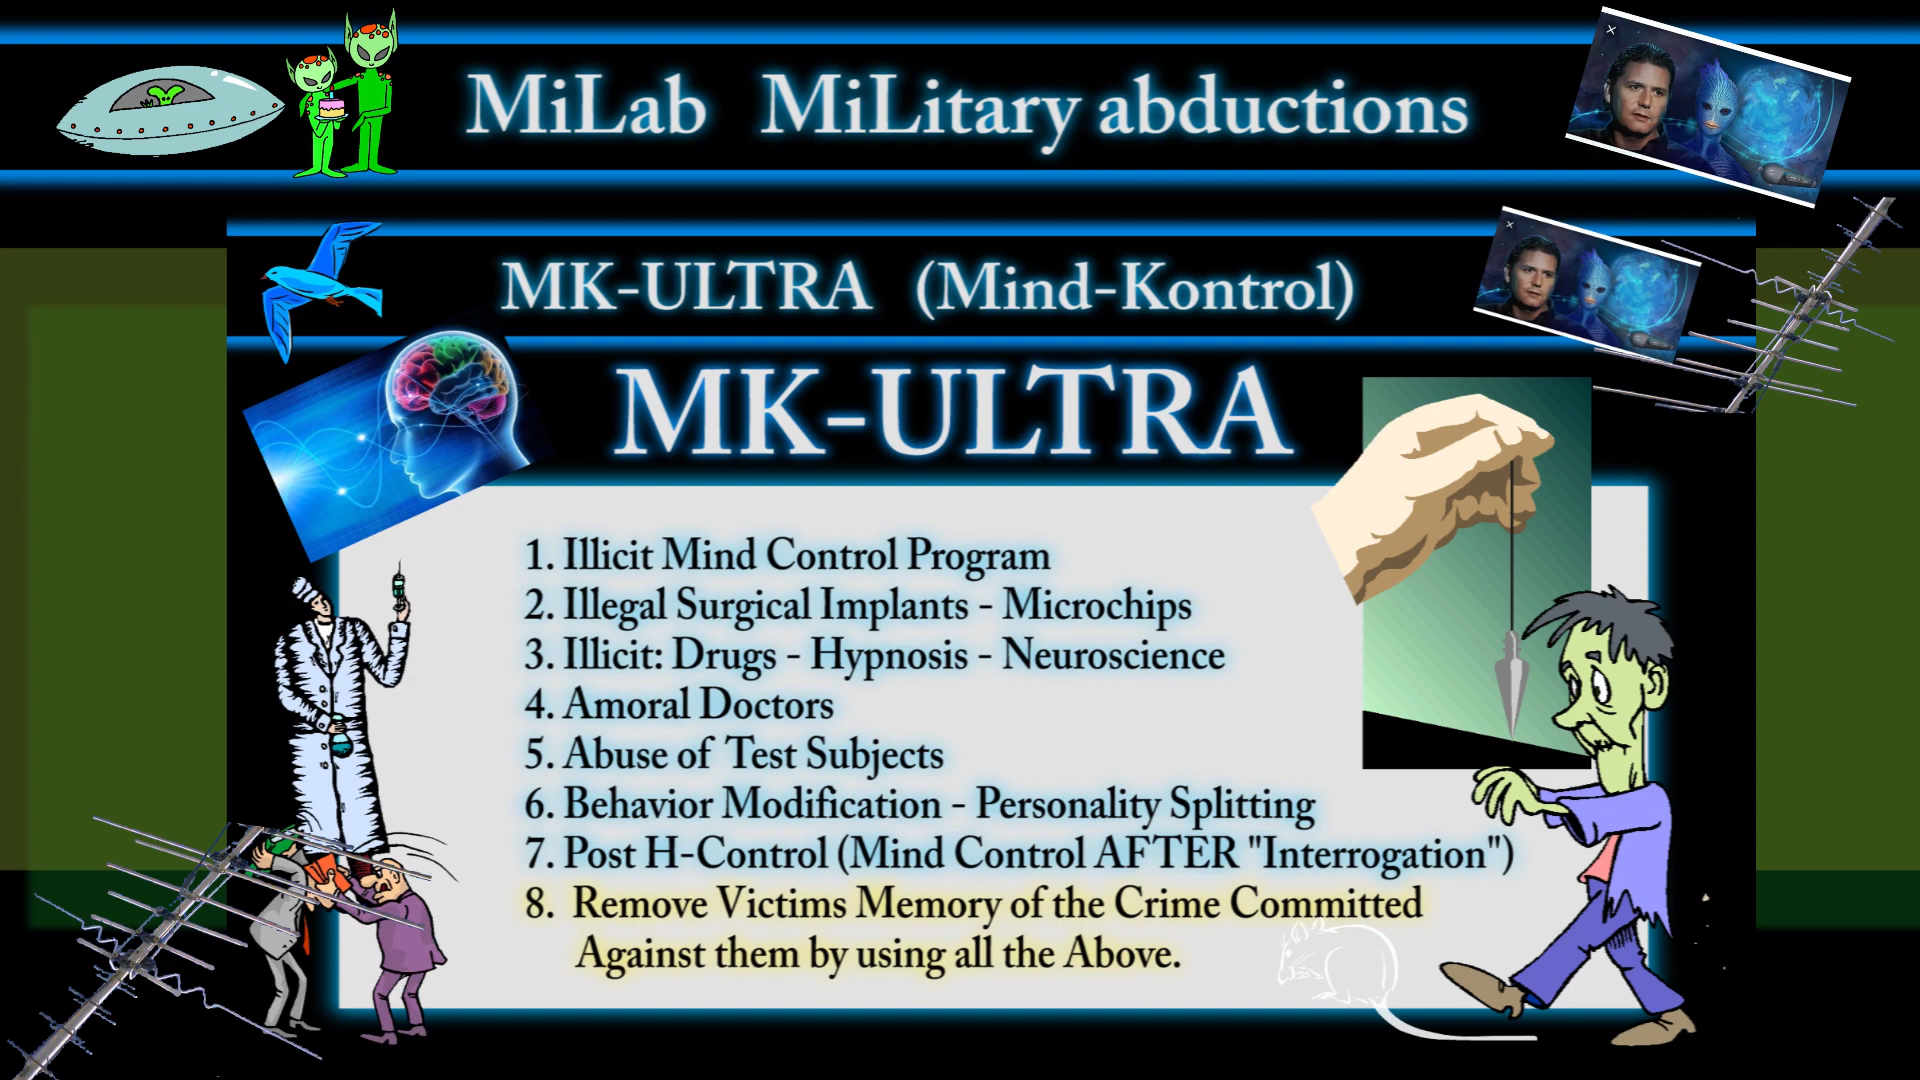 MiLab MiLitary abductions
MK-ULTRA (Mind-Kontrol)
MK-ULTRA
1. Illicit Mind Control Program
2. Illegal Surgical Implants - Microchips
3. Illicit: Drugs - Hypnosis - Neuroscience
4. Amoral Doctors
5. Abuse of Test Subjects
6. Behavior Modification - Personality Splitting
7. Post H-Control (Mind Control AFTER "Interrogation")
8. Remove Victims Memory of the Crime Committed
Against them by using all the Above.